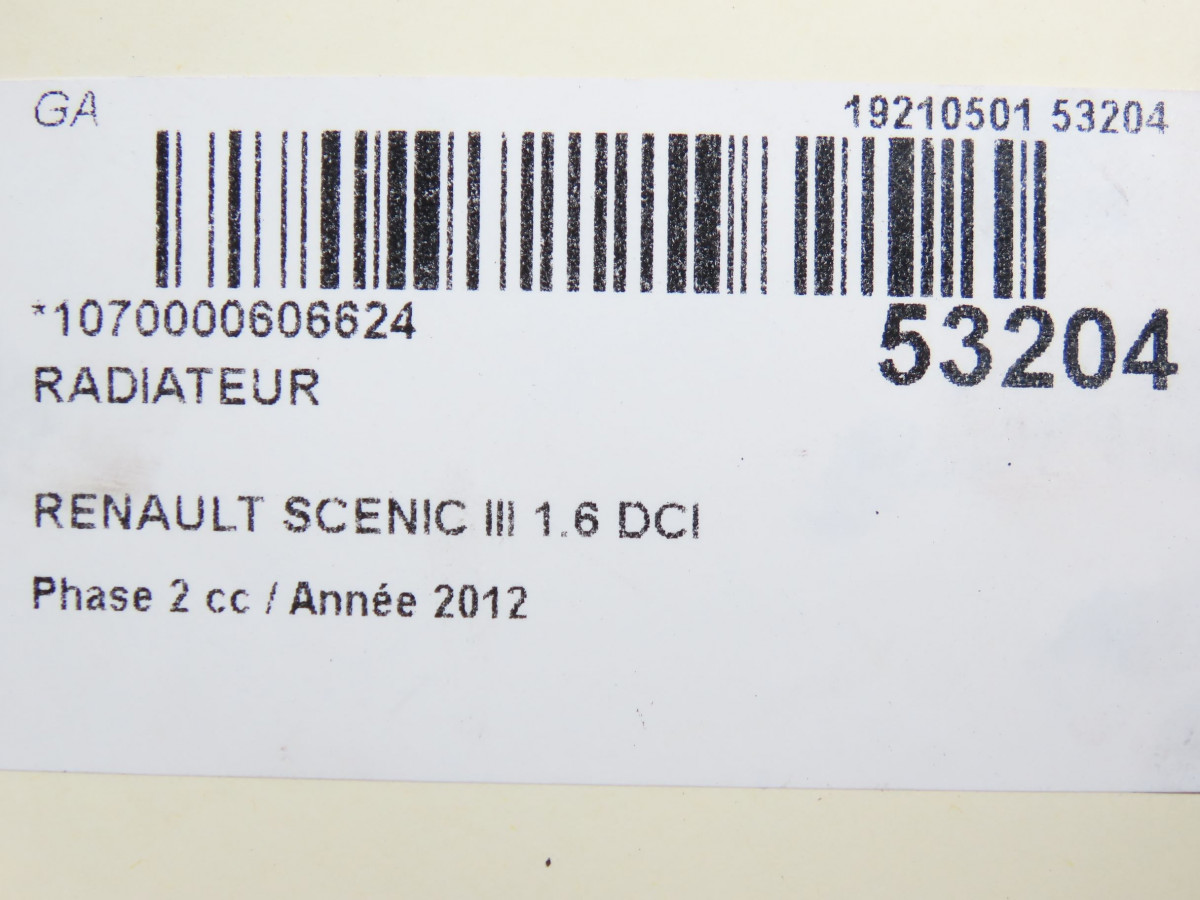 GA 19210501 53204
*1070000606624
53204
RADIATEUR
RENAULT SCENIC III 1.6 DCI
Phase 2 cc / Année 2012